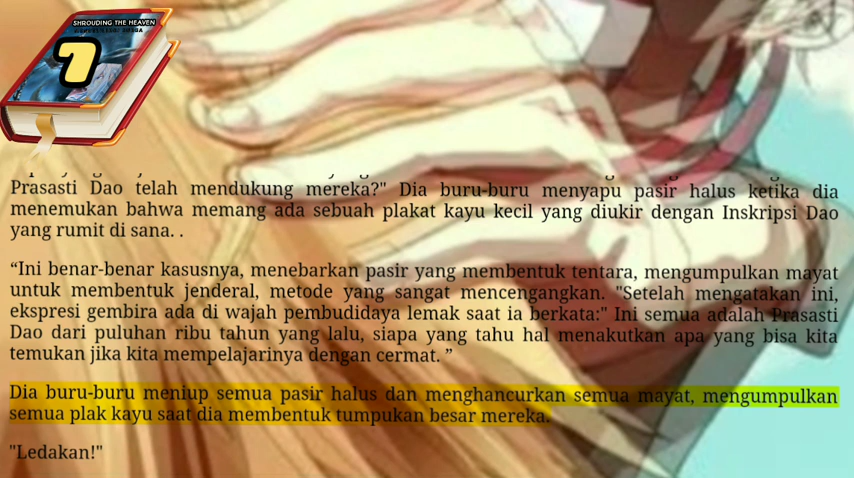 SHROUDING THE HEAVEN
7
Prasasti Dao telah mendukung mereka?" Dia buru-buru menyapu pasir halus ketika dia
menemukan bahwa memang ada sebuah plakat kayu kecil yang diukir dengan Inskripsi Dao
yang rumit di sana. .
“Ini benar-benar kasusnya, menebarkan pasir yang membentuk tentara, mengumpulkan mayat
untuk membentuk jenderal, metode yang sangat mencengangkan. "Setelah mengatakan ini,
ekspresi gembira ada di wajah pembudidaya lemak saat ia berkata:" Ini semua adalah Prasasti
Dao dari puluhan ribu tahun yang lalu, siapa yang tahu hal menakutkan apa yang bisa kita
temukan jika kita mempelajarinya dengan cermat. ”
Dia buru-buru meniup semua pasir halus dan menghancurkan semua mayat, mengumpulkan
semua plak kayu saat dia membentuk tumpukan besar mereka.
"Ledakan!"